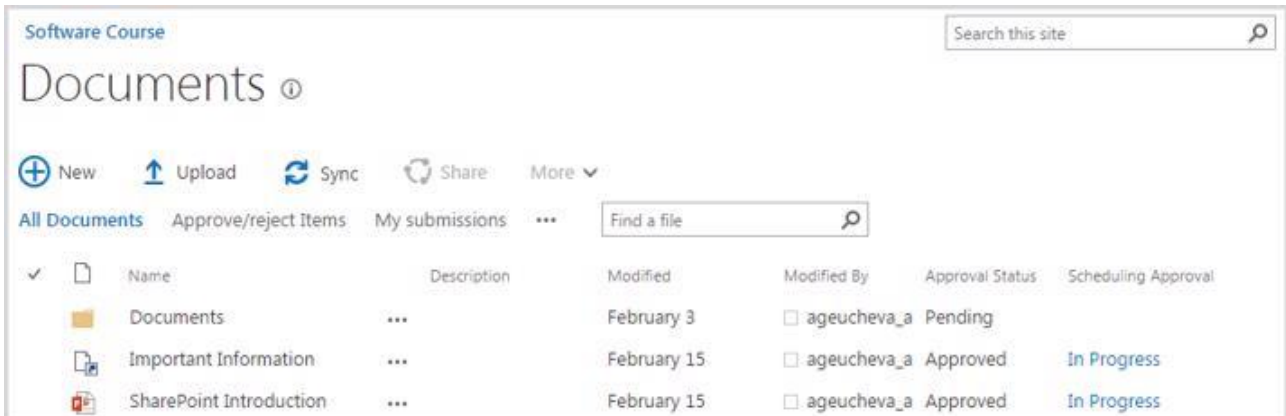 Software Course
Search this site
Documents
New Upload Sync Share More
All Documents Approve/reject Items My submissions ••• Find a file
Name Description Modified Modified By Approval Status Scheduling Approval
Documents ••• February 3 ageucheva_a Pending
Important Information ••• February 15 ageucheva_a Approved In Progress
SharePoint Introduction ••• February 15 ageucheva_a Approved In Progress